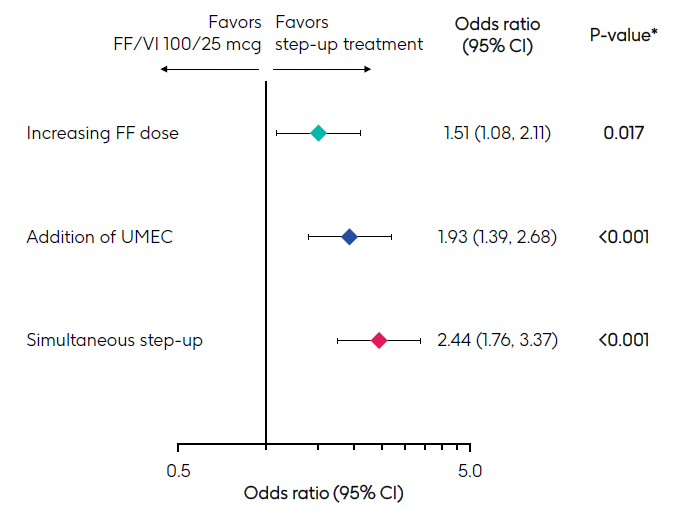 Favors Favors Odds ratio P-value*
FF/VI 100/25 mcg step-up treatment (95% CI)
Increasing FF dose 1.51 (1.08, 2.11) 0.017
Addition of UMEC 1.93 (1.39, 2.68) <0.001
Simultaneous step-up 2.44 (1.76, 3.37) <0.001
0.5 5.0
Odds ratio (95% CI)